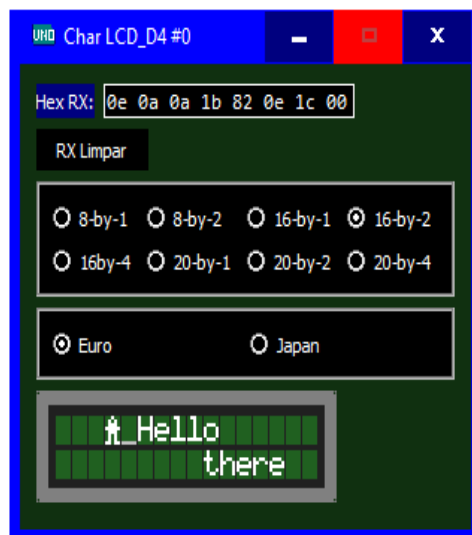 UNO Char LCD_D4 #0
Hex RX: 0e 0a 0a 1b 82 0e 1c 00
RX Limpar
8-by-1 8-by-2 16-by-1 16-by-2
16by-4 20-by-1 20-by-2 20-by-4
Euro Japan
_Hello
there